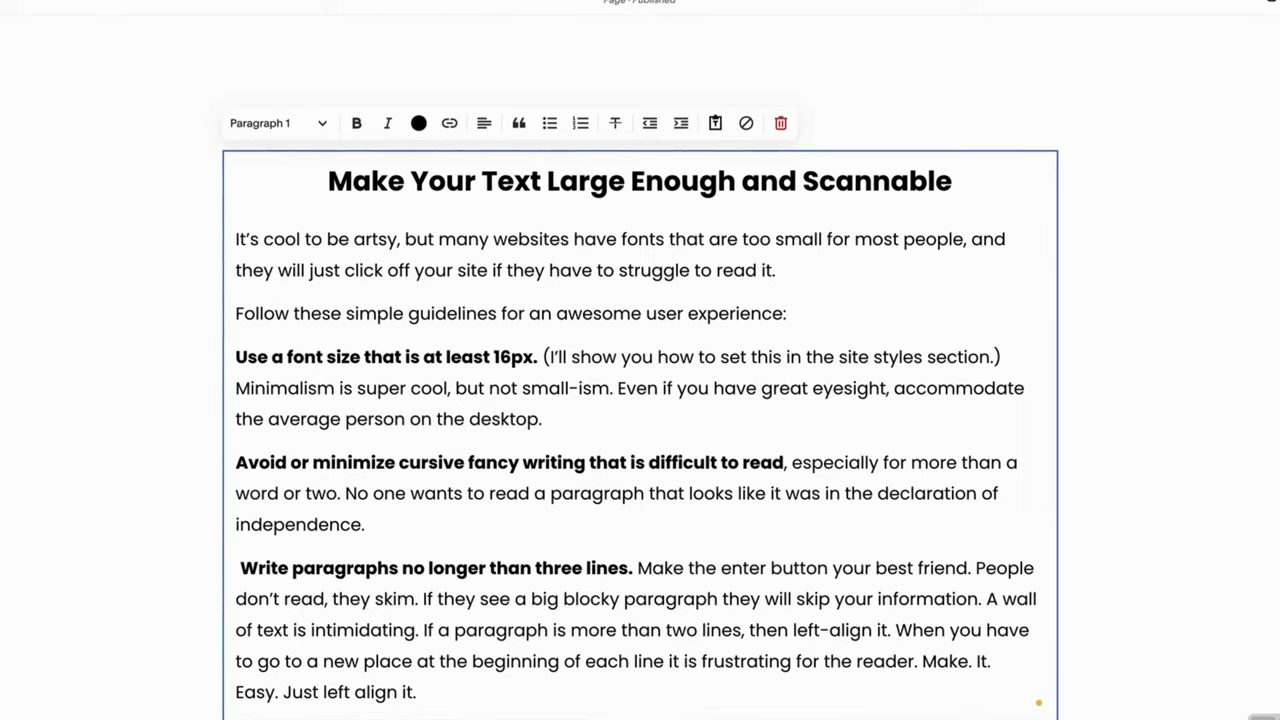 Page · Published
Paragraph 1
Make Your Text Large Enough and Scannable
It’s cool to be artsy, but many websites have fonts that are too small for most people, and
they will just click off your site if they have to struggle to read it.
Follow these simple guidelines for an awesome user experience:
Use a font size that is at least 16px. (I’ll show you how to set this in the site styles section.)
Minimalism is super cool, but not small-ism. Even if you have great eyesight, accommodate
the average person on the desktop.
Avoid or minimize cursive fancy writing that is difficult to read, especially for more than a
word or two. No one wants to read a paragraph that looks like it was in the declaration of
independence.
Write paragraphs no longer than three lines. Make the enter button your best friend. People
don’t read, they skim. If they see a big blocky paragraph they will skip your information. A wall
of text is intimidating. If a paragraph is more than two lines, then left-align it. When you have
to go to a new place at the beginning of each line it is frustrating for the reader. Make. It.
Easy. Just left align it.